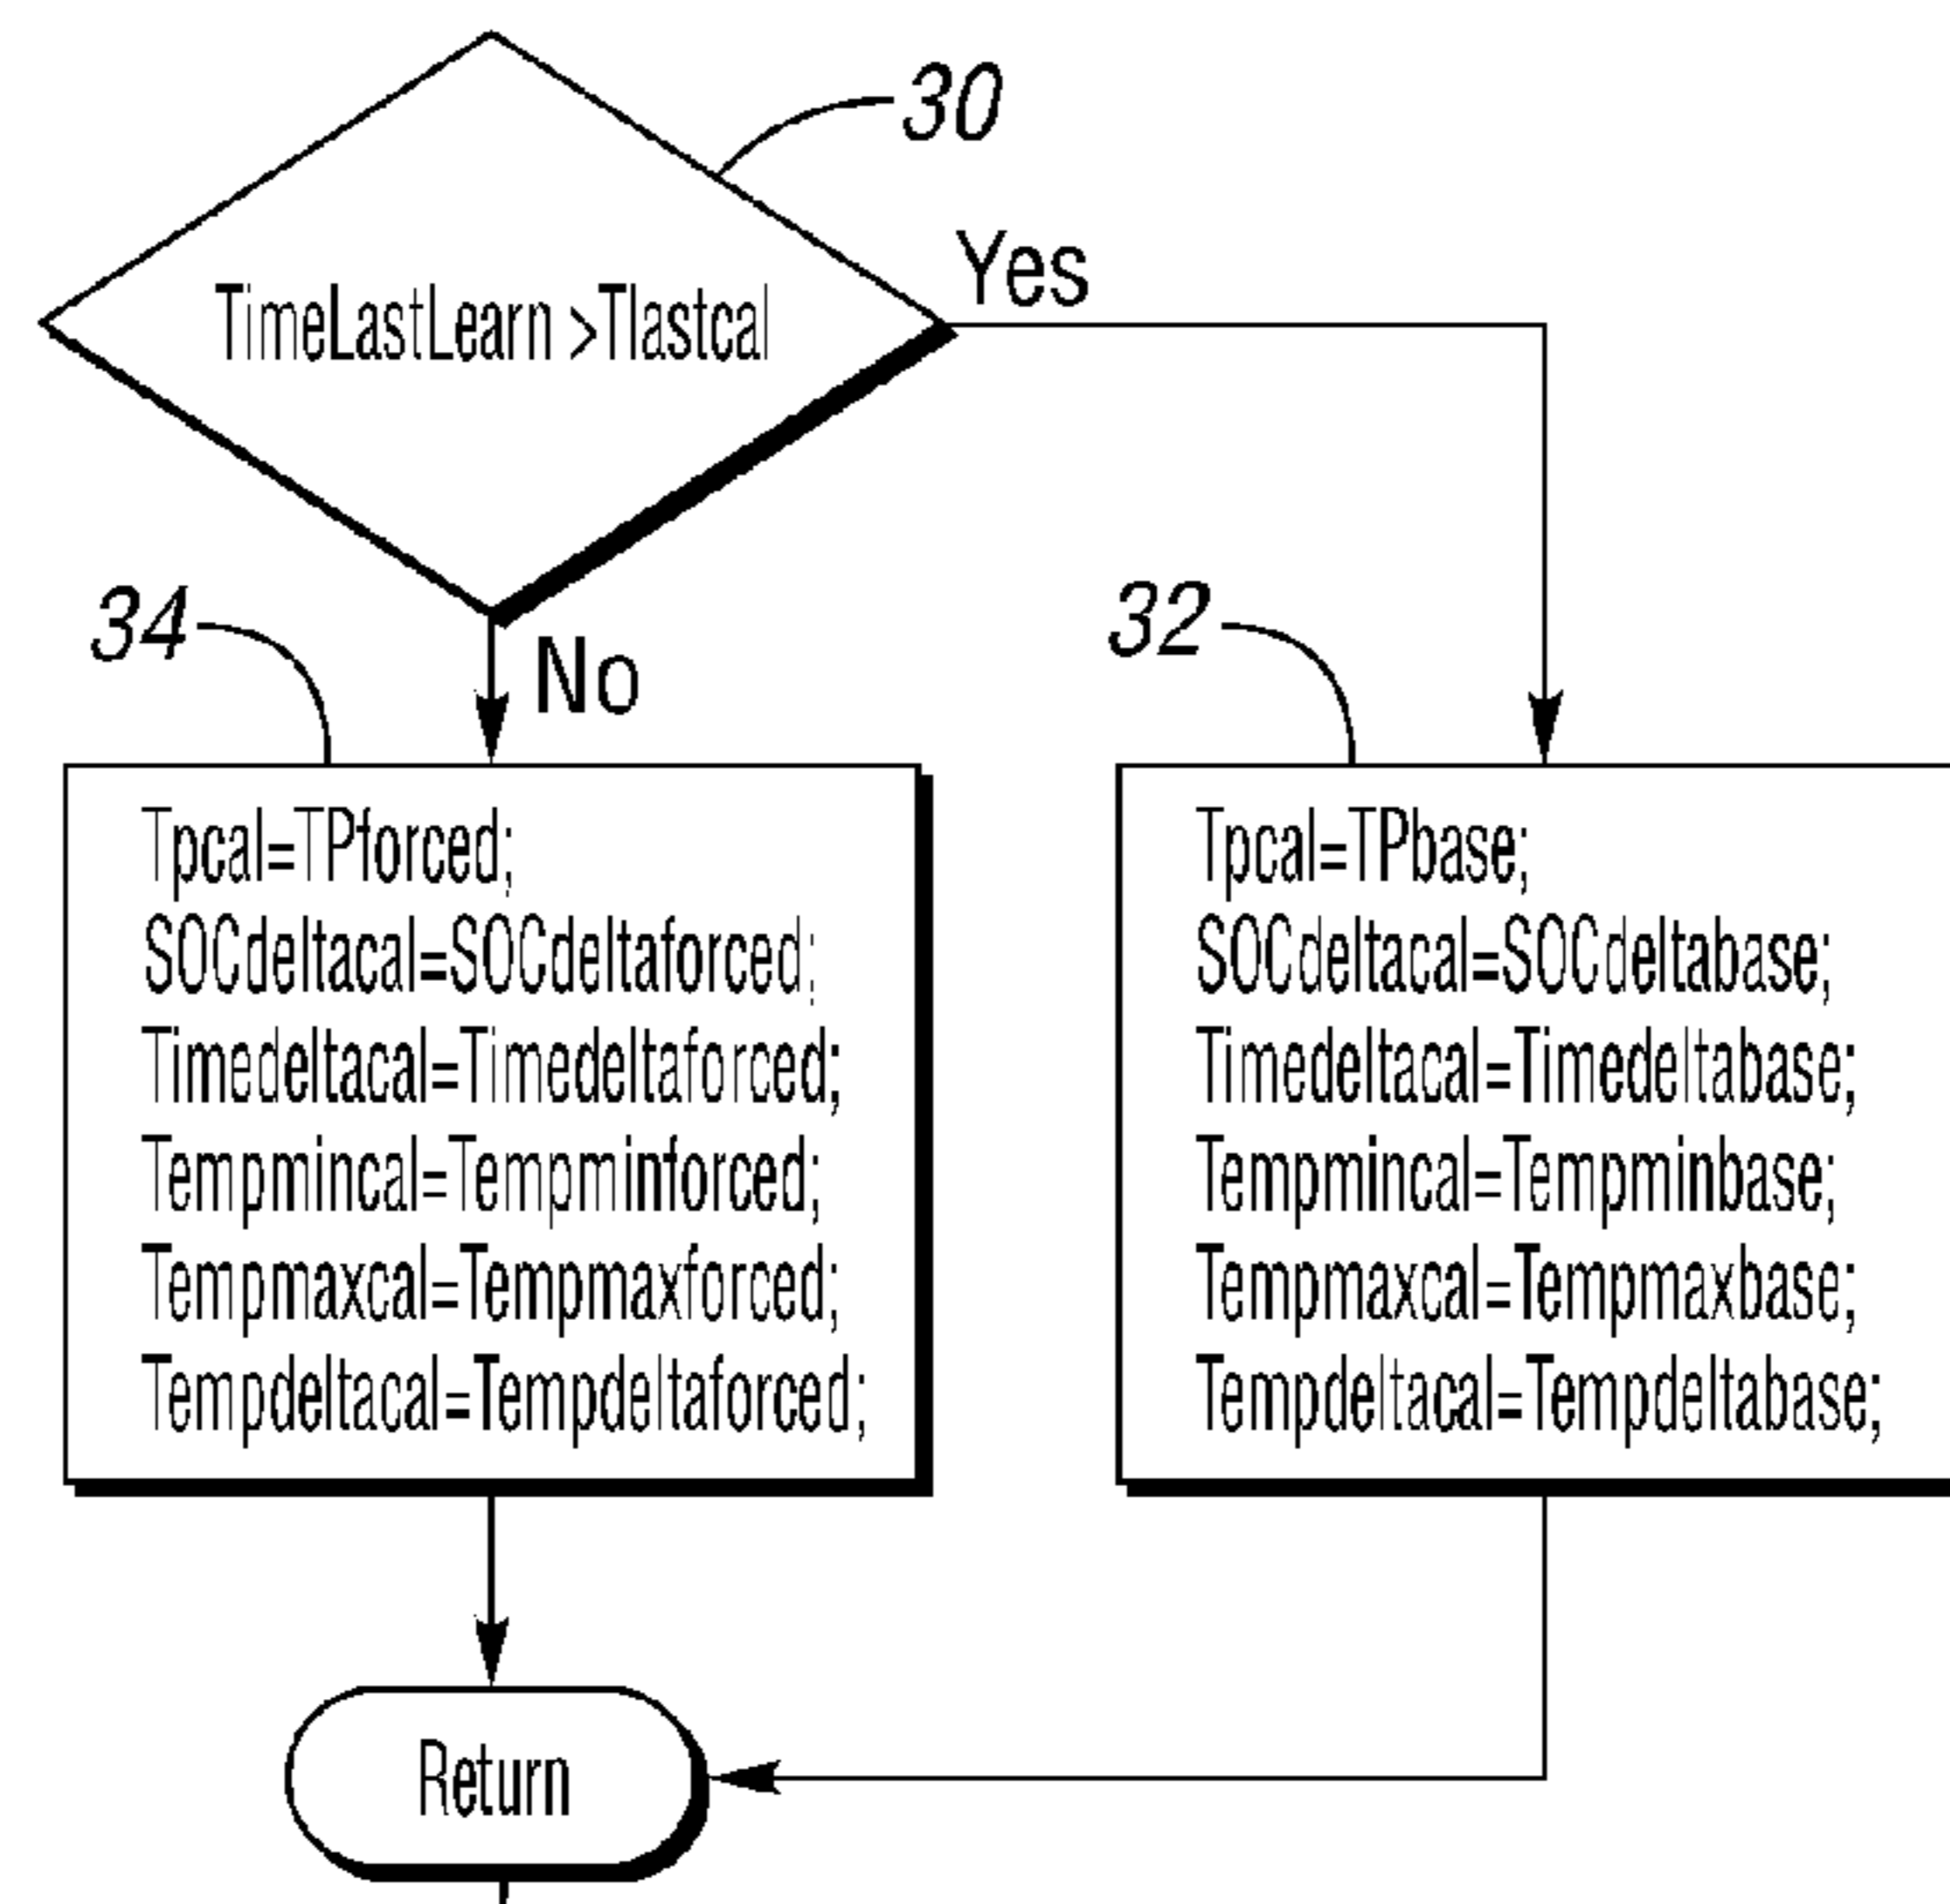 30
TimeLastLearn >Tlastcal
Yes
No
34
Tpcal=TPforced;
SOCdeltacal=SOCdeltaforced;
Timedeltacal=Timedeltaforced;
Tempmincal=Tempminforced;
Tempmaxcal=Tempmaxforced;
Tempdeltacal=Tempdeltaforced;
32
Tpcal=TPbase;
SOCdeltacal=SOCdeltabase;
Timedeltacal=Timedeltabase;
Tempmincal=Tempminbase;
Tempmaxcal=Tempmaxbase;
Tempdeltacal=Tempdeltabase;
Return